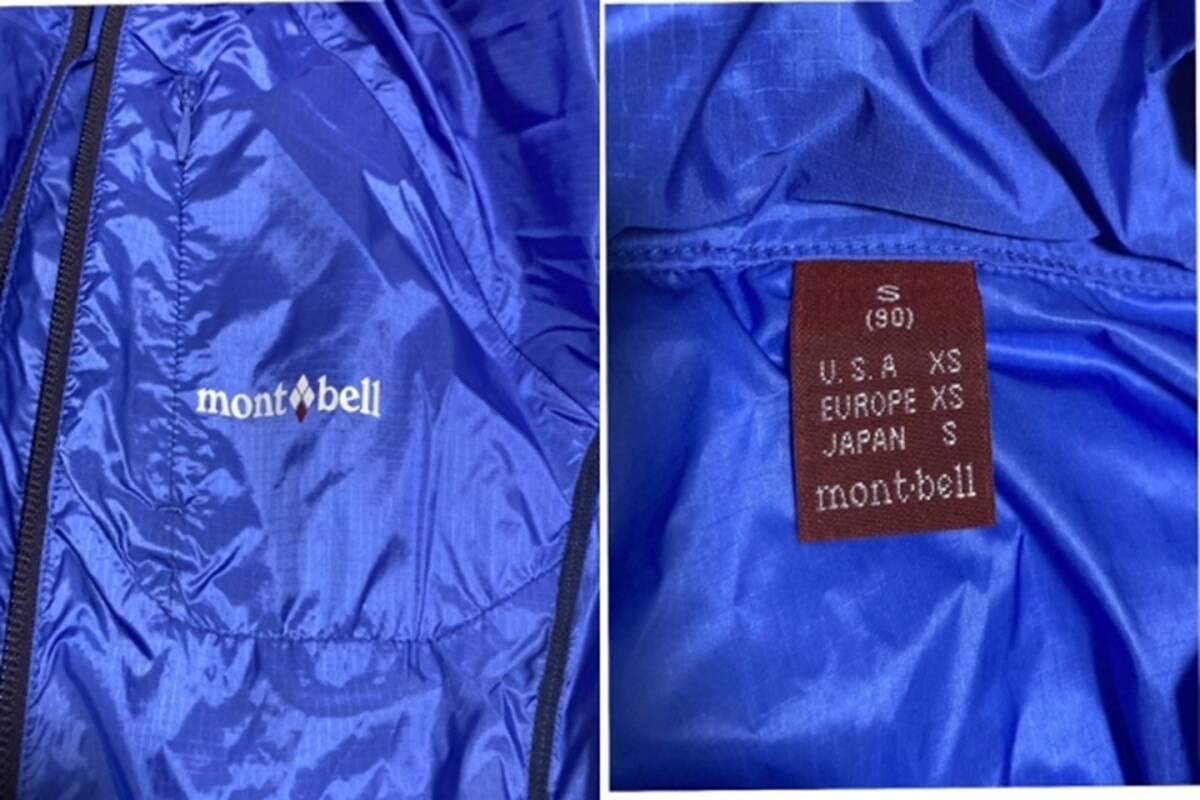 mont bell
S
(90)
U.S.A XS
EUROPE XS
JAPAN S
mont·bell